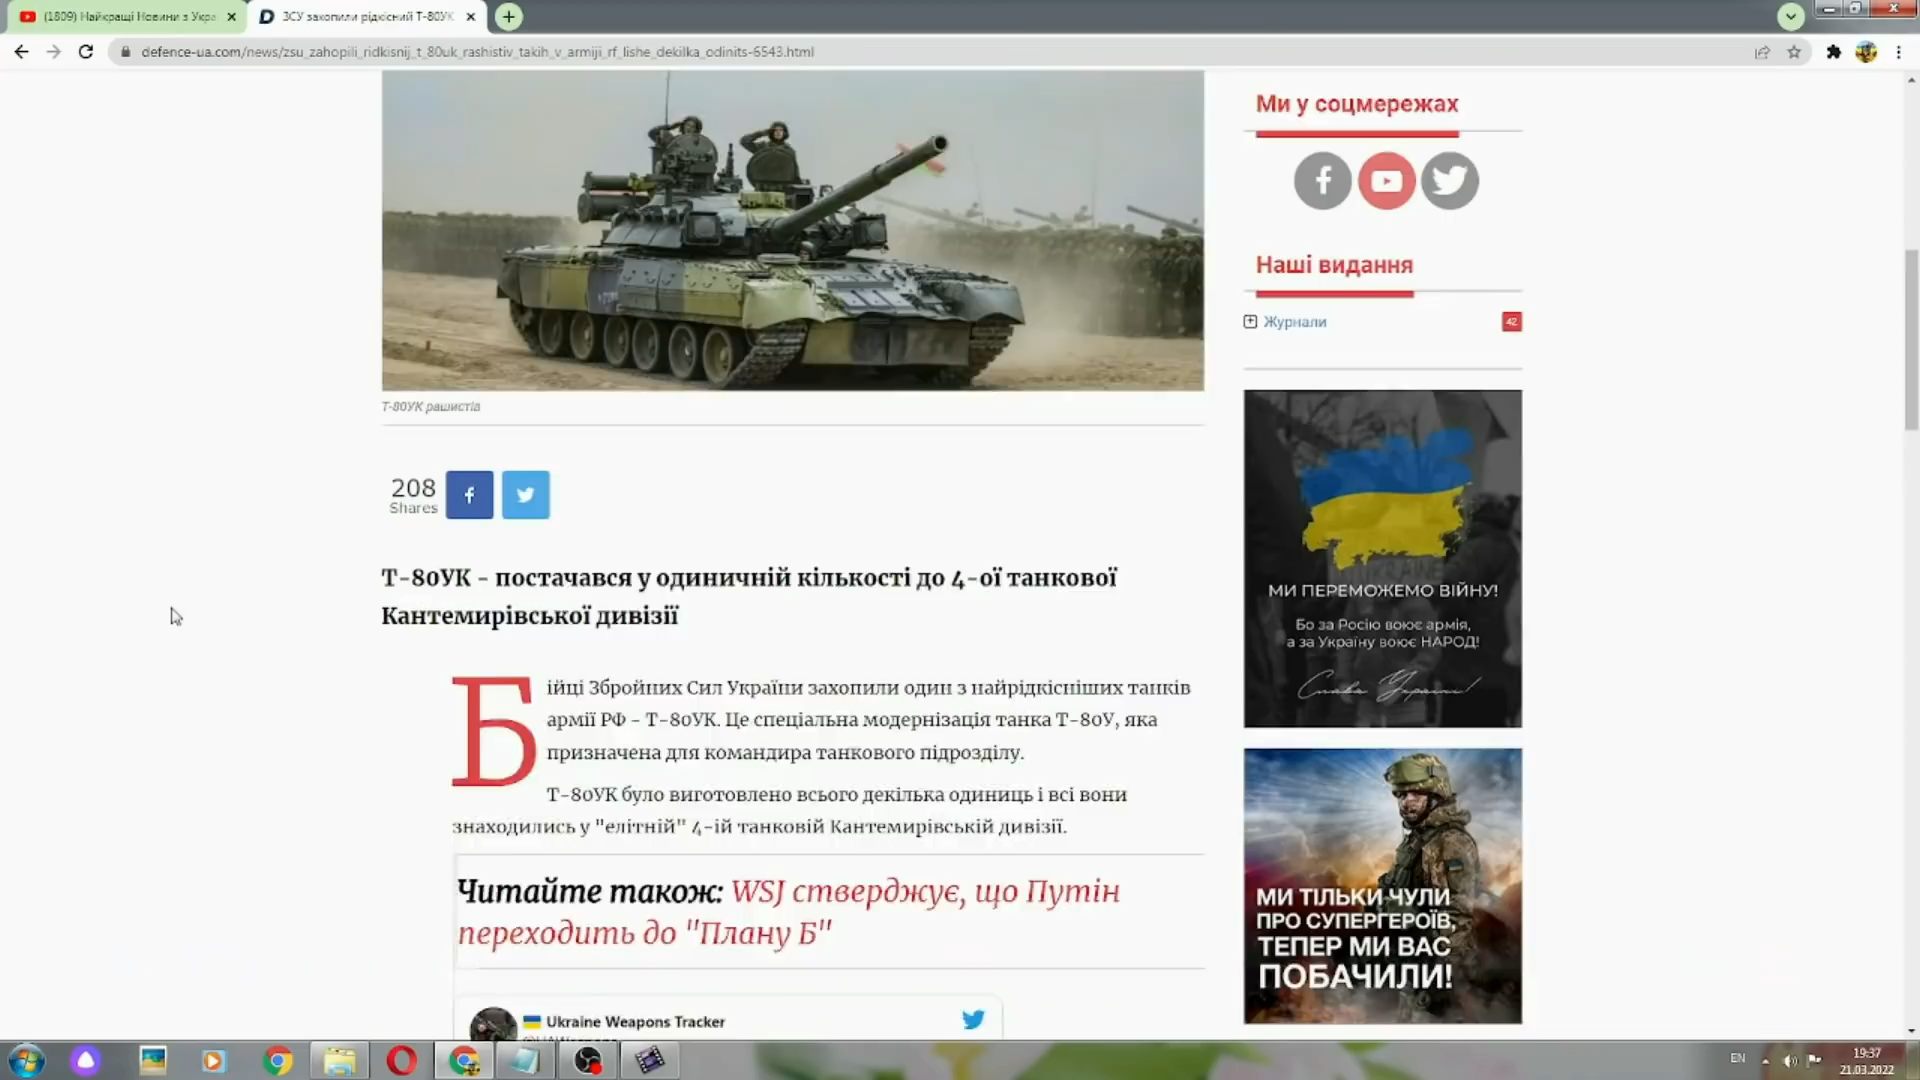 (1809) Найкращі Новини з Укра
ЗСУ захопили рідкісний Т-80УК
defence-ua.com/news/zsu_zahopili_ridkisnij_t_80uk_rashistiv_takih_v_armiji_rf_lishe_dekilka_odinits-6543.html
Т-80УК рашистів
208
Shares
Т-80УК - постачався у одиничній кількості до 4-ої танкової
Кантемирівської дивізії
Бійці Збройних Сил України захопили один з найрідкісніших танків
армії РФ - Т-80УК. Це спеціальна модернізація танка Т-80У, яка
призначена для командира танкового підрозділу.
Т-80УК було виготовлено всього декілька одиниць і всі вони
знаходились у "елітній" 4-ій танковій Кантемирівській дивізії.
Читайте також: WSJ стверджує, що Путін
переходить до "Плану Б"
Ukraine Weapons Tracker
Ми у соцмережах
Наші видання
Журнали
42
МИ ПЕРЕМОЖЕМО ВІЙНУ!
Бо за Росію воює армія,
а за Україну воює НАРОД!
Слава Україні!
МИ ТІЛЬКИ ЧУЛИ
ПРО СУПЕРГЕРОЇВ,
ТЕПЕР МИ ВАС
ПОБАЧИЛИ!
EN
19:37
21.03.2022